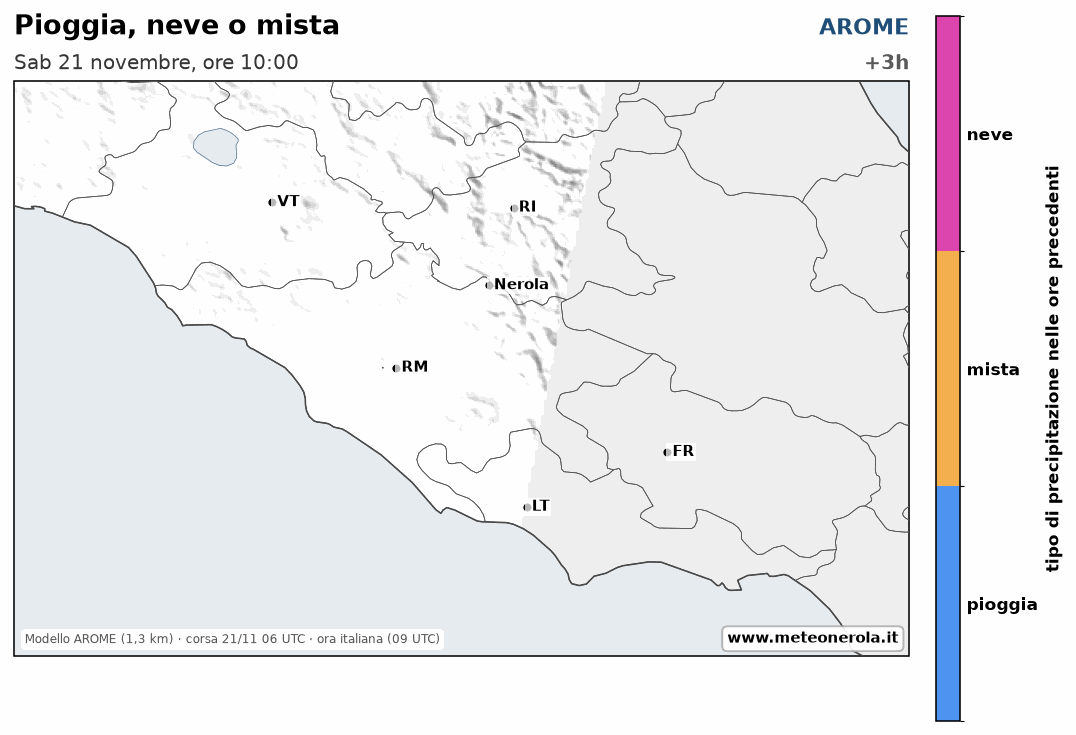 Pioggia, neve o mista
AROME
Sab 21 novembre, ore 10:00
+3h
neve
mista
pioggia
tipo di precipitazione nelle ore precedenti
VT
RI
Nerola
RM
FR
LT
Modello AROME (1,3 km) · corsa 21/11 06 UTC · ora italiana (09 UTC)
www.meteonerola.it